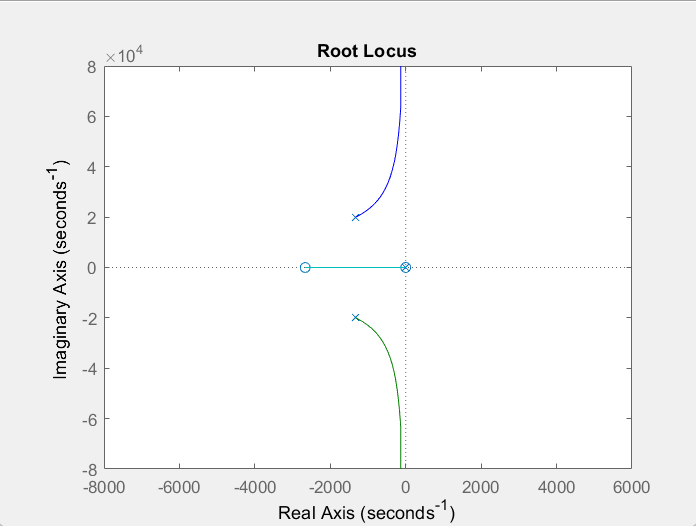 Root Locus
×10⁴
8
6
4
2
0
-2
-4
-6
-8
Imaginary Axis (seconds⁻¹)
-8000 -6000 -4000 -2000 0 2000 4000 6000
Real Axis (seconds⁻¹)